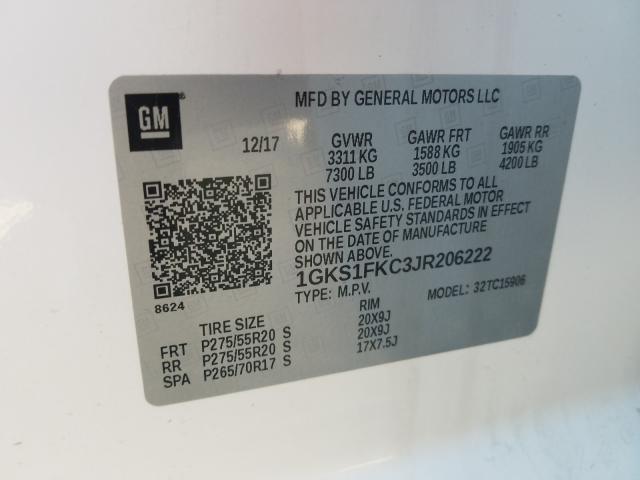 GM
MFD BY GENERAL MOTORS LLC
12/17
GVWR GAWR FRT GAWR RR
3311 KG 1588 KG 1905 KG
7300 LB 3500 LB 4200 LB
THIS VEHICLE CONFORMS TO ALL
APPLICABLE U.S. FEDERAL MOTOR
VEHICLE SAFETY STANDARDS IN EFFECT
ON THE DATE OF MANUFACTURE
SHOWN ABOVE.
1GKS1FKC3JR206222
TYPE: M.P.V. MODEL: 32TC15906
8624
TIRE SIZE RIM
FRT P275/55R20 S 20X9J
RR P275/55R20 S 20X9J
SPA P265/70R17 S 17X7.5J